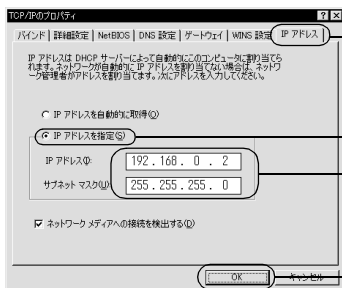 TCP/IPのプロパティ
バインド 詳細設定 NetBIOS DNS 設定 ゲートウェイ WINS 設定 IP アドレス
IP アドレスは DHCP サーバーによって自動的にこのコンピュータに割り当てら
れます。ネットワークが自動的に IP アドレスを割り当てない場合は、ネットワ
ーク管理者がアドレスを割り当てます。次にアドレスを入力してください。
IP アドレスを自動的に取得(O)
IP アドレスを指定(S)
IP アドレス(I):
192.168. 0 . 2
サブネット マスク(U):
255.255.255. 0
ネットワーク メディアへの接続を検出する(D)
OK キャンセル